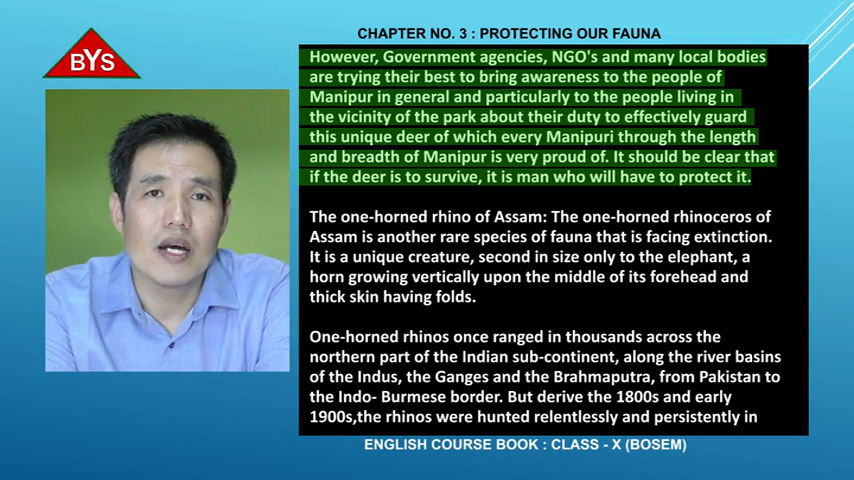 CHAPTER NO. 3 : PROTECTING OUR FAUNA
BYS
However, Government agencies, NGO's and many local bodies
are trying their best to bring awareness to the people of
Manipur in general and particularly to the people living in
the vicinity of the park about their duty to effectively guard
this unique deer of which every Manipuri through the length
and breadth of Manipur is very proud of. It should be clear that
if the deer is to survive, it is man who will have to protect it.
The one-horned rhino of Assam: The one-horned rhinoceros of
Assam is another rare species of fauna that is facing extinction.
It is a unique creature, second in size only to the elephant, a
horn growing vertically upon the middle of its forehead and
thick skin having folds.
One-horned rhinos once ranged in thousands across the
northern part of the Indian sub-continent, along the river basins
of the Indus, the Ganges and the Brahmaputra, from Pakistan to
the Indo- Burmese border. But derive the 1800s and early
1900s,the rhinos were hunted relentlessly and persistently in
ENGLISH COURSE BOOK : CLASS - X (BOSEM)